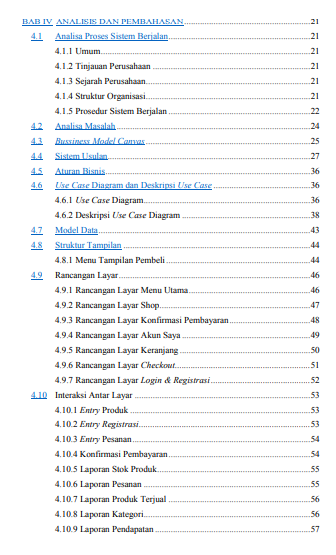 BAB IV ANALISIS DAN PEMBAHASAN 21
4.1 Analisa Proses Sistem Berjalan 21
4.1.1 Umum 21
4.1.2 Tinjauan Perusahaan 21
4.1.3 Sejarah Perusahaan 21
4.1.4 Struktur Organisasi 21
4.1.5 Prosedur Sistem Berjalan 22
4.2 Analisa Masalah 24
4.3 Bussiness Model Canvas 25
4.4 Sistem Usulan 27
4.5 Aturan Bisnis 36
4.6 Use Case Diagram dan Deskripsi Use Case 36
4.6.1 Use Case Diagram 36
4.6.2 Deskripsi Use Case Diagram 38
4.7 Model Data 43
4.8 Struktur Tampilan 44
4.8.1 Menu Tampilan Pembeli 44
4.9 Rancangan Layar 46
4.9.1 Rancangan Layar Menu Utama 46
4.9.2 Rancangan Layar Shop 47
4.9.3 Rancangan Layar Konfirmasi Pembayaran 48
4.9.4 Rancangan Layar Akun Saya 49
4.9.5 Rancangan Layar Keranjang 50
4.9.6 Rancangan Layar Checkout 51
4.9.7 Rancangan Layar Login & Registrasi 52
4.10 Interaksi Antar Layar 53
4.10.1 Entry Produk 53
4.10.2 Entry Registrasi 53
4.10.3 Entry Pesanan 54
4.10.4 Konfirmasi Pembayaran 54
4.10.5 Laporan Stok Produk 55
4.10.6 Laporan Pesanan 55
4.10.7 Laporan Produk Terjual 56
4.10.8 Laporan Kategori 56
4.10.9 Laporan Pendapatan 57